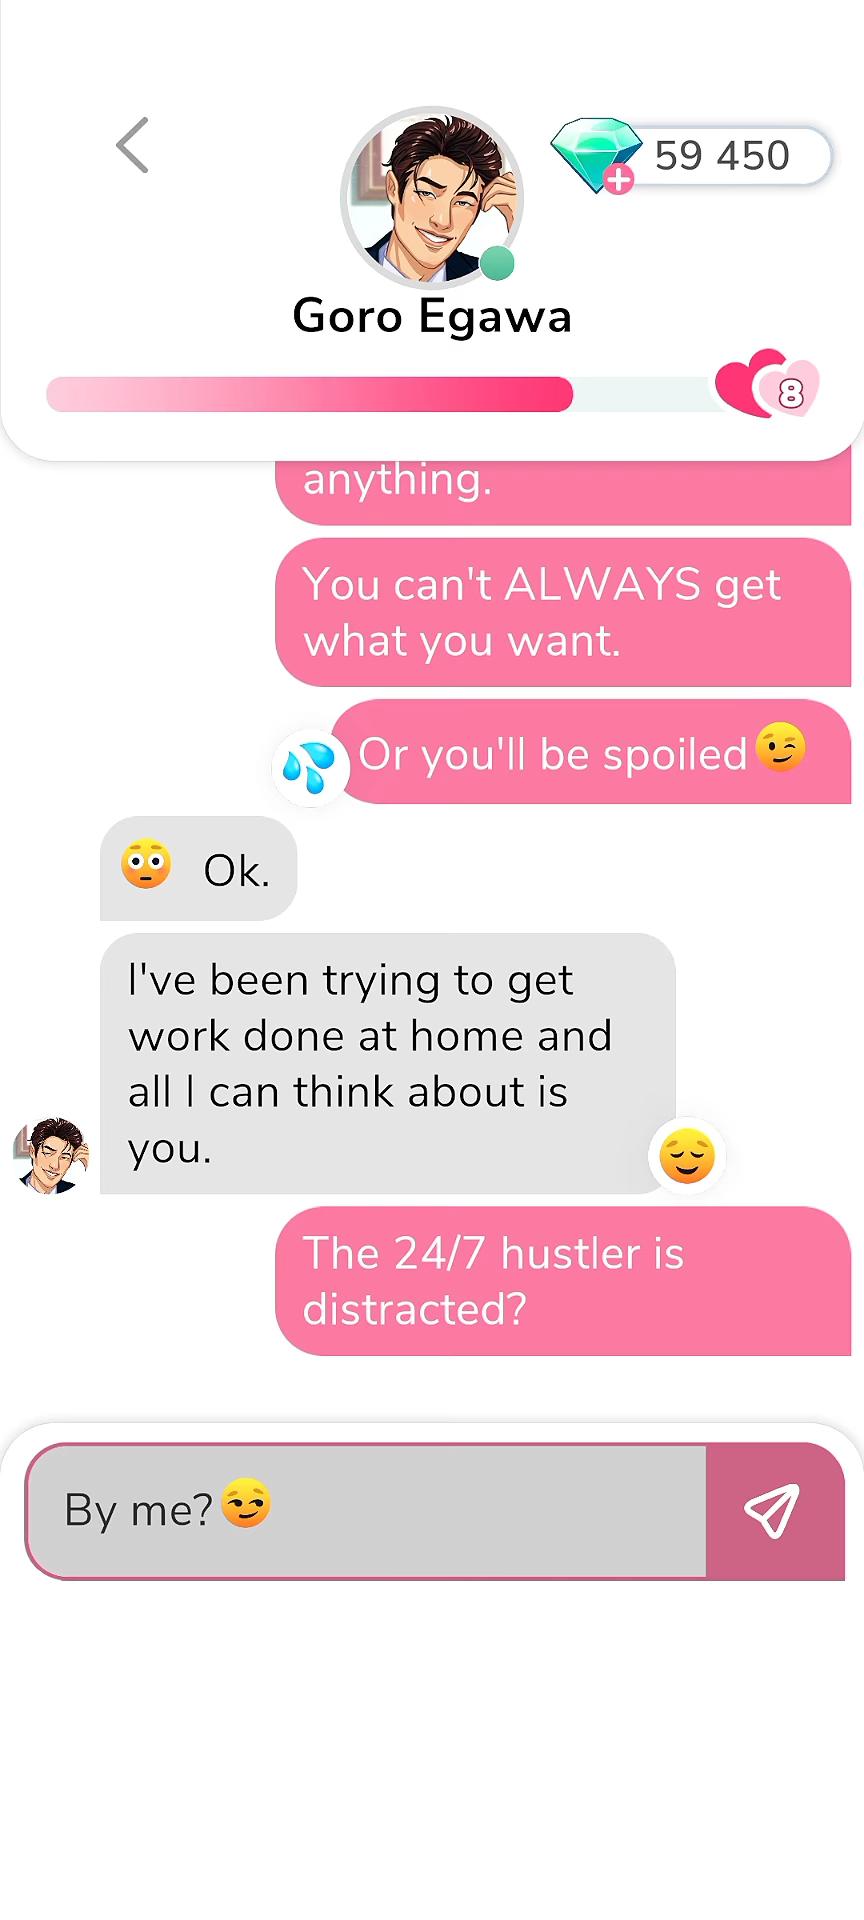 59 450
Goro Egawa
8
anything.
You can't ALWAYS get
what you want.
Or you'll be spoiled😉
😳 Ok.
I've been trying to get
work done at home and
all I can think about is
you.
The 24/7 hustler is
distracted?
By me?😏